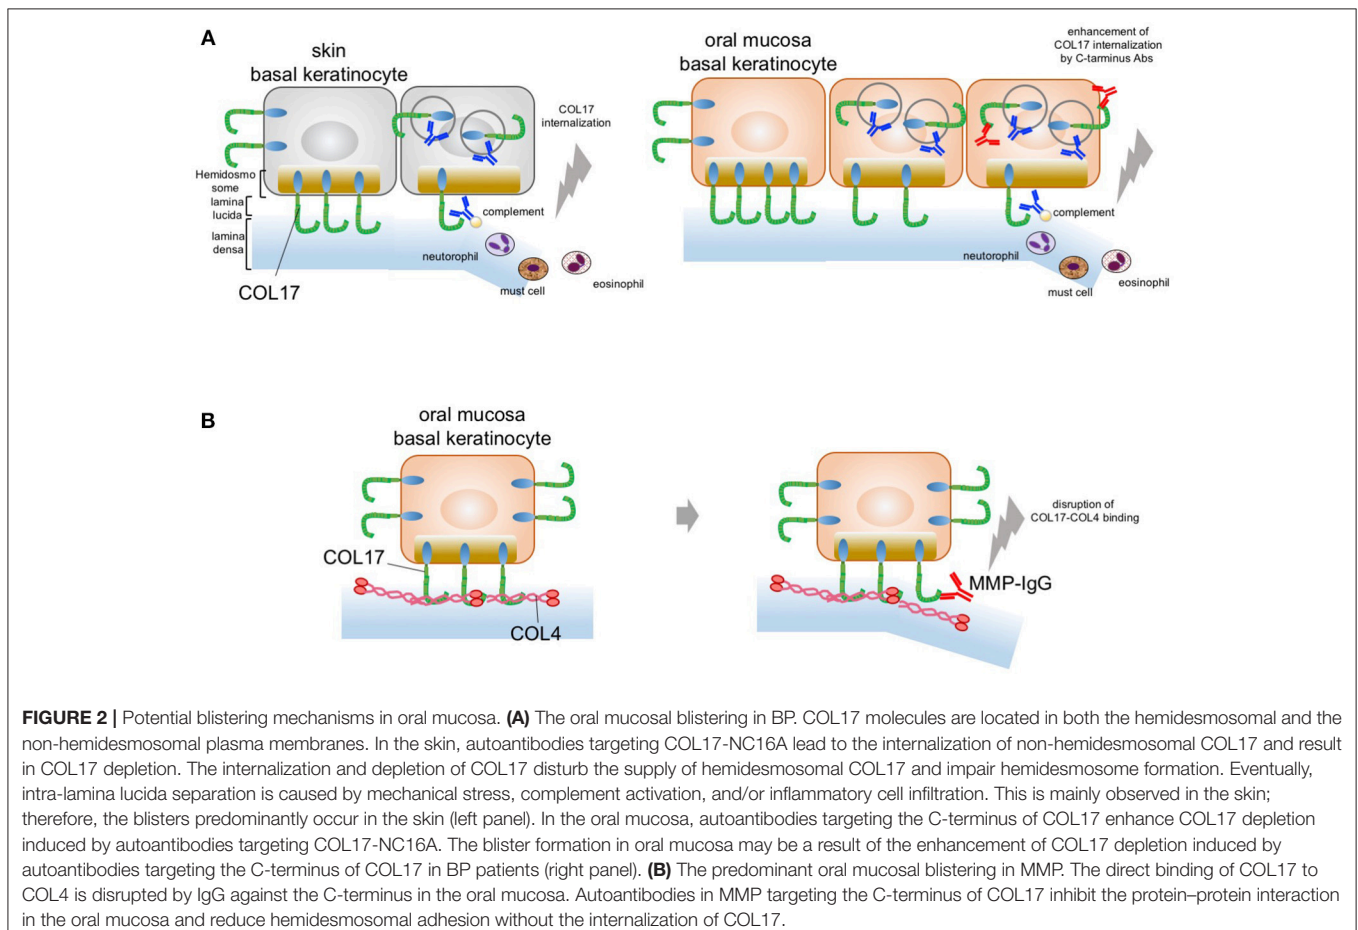 A
skin
basal keratinocyte
COL17
internalization
Hemidosmo
some
lamina
lucida
lamina
densa
COL17
complement
neutorophil
must cell
eosinophil
oral mucosa
basal keratinocyte
enhancement of
COL17 internalization
by C-tarminus Abs
complement
neutorophil
must cell
eosinophil
B
oral mucosa
basal keratinocyte
COL17
COL4
disruption of
COL17-COL4 binding
MMP-IgG
FIGURE 2 | Potential blistering mechanisms in oral mucosa. (A) The oral mucosal blistering in BP. COL17 molecules are located in both the hemidesmosomal and the
non-hemidesmosomal plasma membranes. In the skin, autoantibodies targeting COL17-NC16A lead to the internalization of non-hemidesmosomal COL17 and result
in COL17 depletion. The internalization and depletion of COL17 disturb the supply of hemidesmosomal COL17 and impair hemidesmosome formation. Eventually,
intra-lamina lucida separation is caused by mechanical stress, complement activation, and/or inflammatory cell infiltration. This is mainly observed in the skin;
therefore, the blisters predominantly occur in the skin (left panel). In the oral mucosa, autoantibodies targeting the C-terminus of COL17 enhance COL17 depletion
induced by autoantibodies targeting COL17-NC16A. The blister formation in oral mucosa may be a result of the enhancement of COL17 depletion induced by
autoantibodies targeting the C-terminus of COL17 in BP patients (right panel). (B) The predominant oral mucosal blistering in MMP. The direct binding of COL17 to
COL4 is disrupted by IgG against the C-terminus in the oral mucosa. Autoantibodies in MMP targeting the C-terminus of COL17 inhibit the protein–protein interaction
in the oral mucosa and reduce hemidesmosomal adhesion without the internalization of COL17.